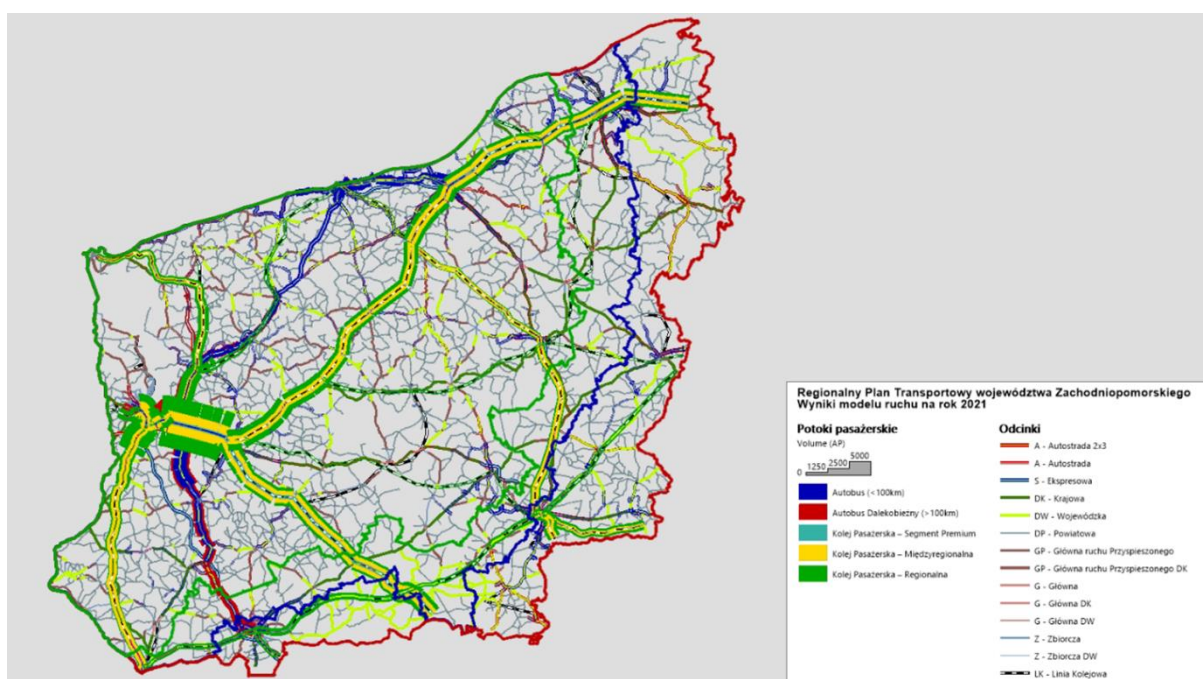 Regionalny Plan Transportowy województwa Zachodniopomorskiego
Wyniki modelu ruchu na rok 2021
Potoki pasażerskie
Volume (AP)
0 1250 2500 5000
Autobus (<100km)
Autobus Dalekobieżny (>100km)
Kolej Pasażerska – Segment Premium
Kolej Pasażerska – Międzyregionalna
Kolej Pasażerska – Regionalna
Odcinki
A - Autostrada 2x3
A - Autostrada
S - Ekspresowa
DK - Krajowa
DW - Wojewódzka
DP - Powiatowa
GP - Główna ruchu Przyspieszonego
GP - Główna ruchu Przyspieszonego DK
G - Główna
G - Główna DK
G - Główna DW
Z - Zbiorcza
Z - Zbiorcza DW
LK - Linia Kolejowa